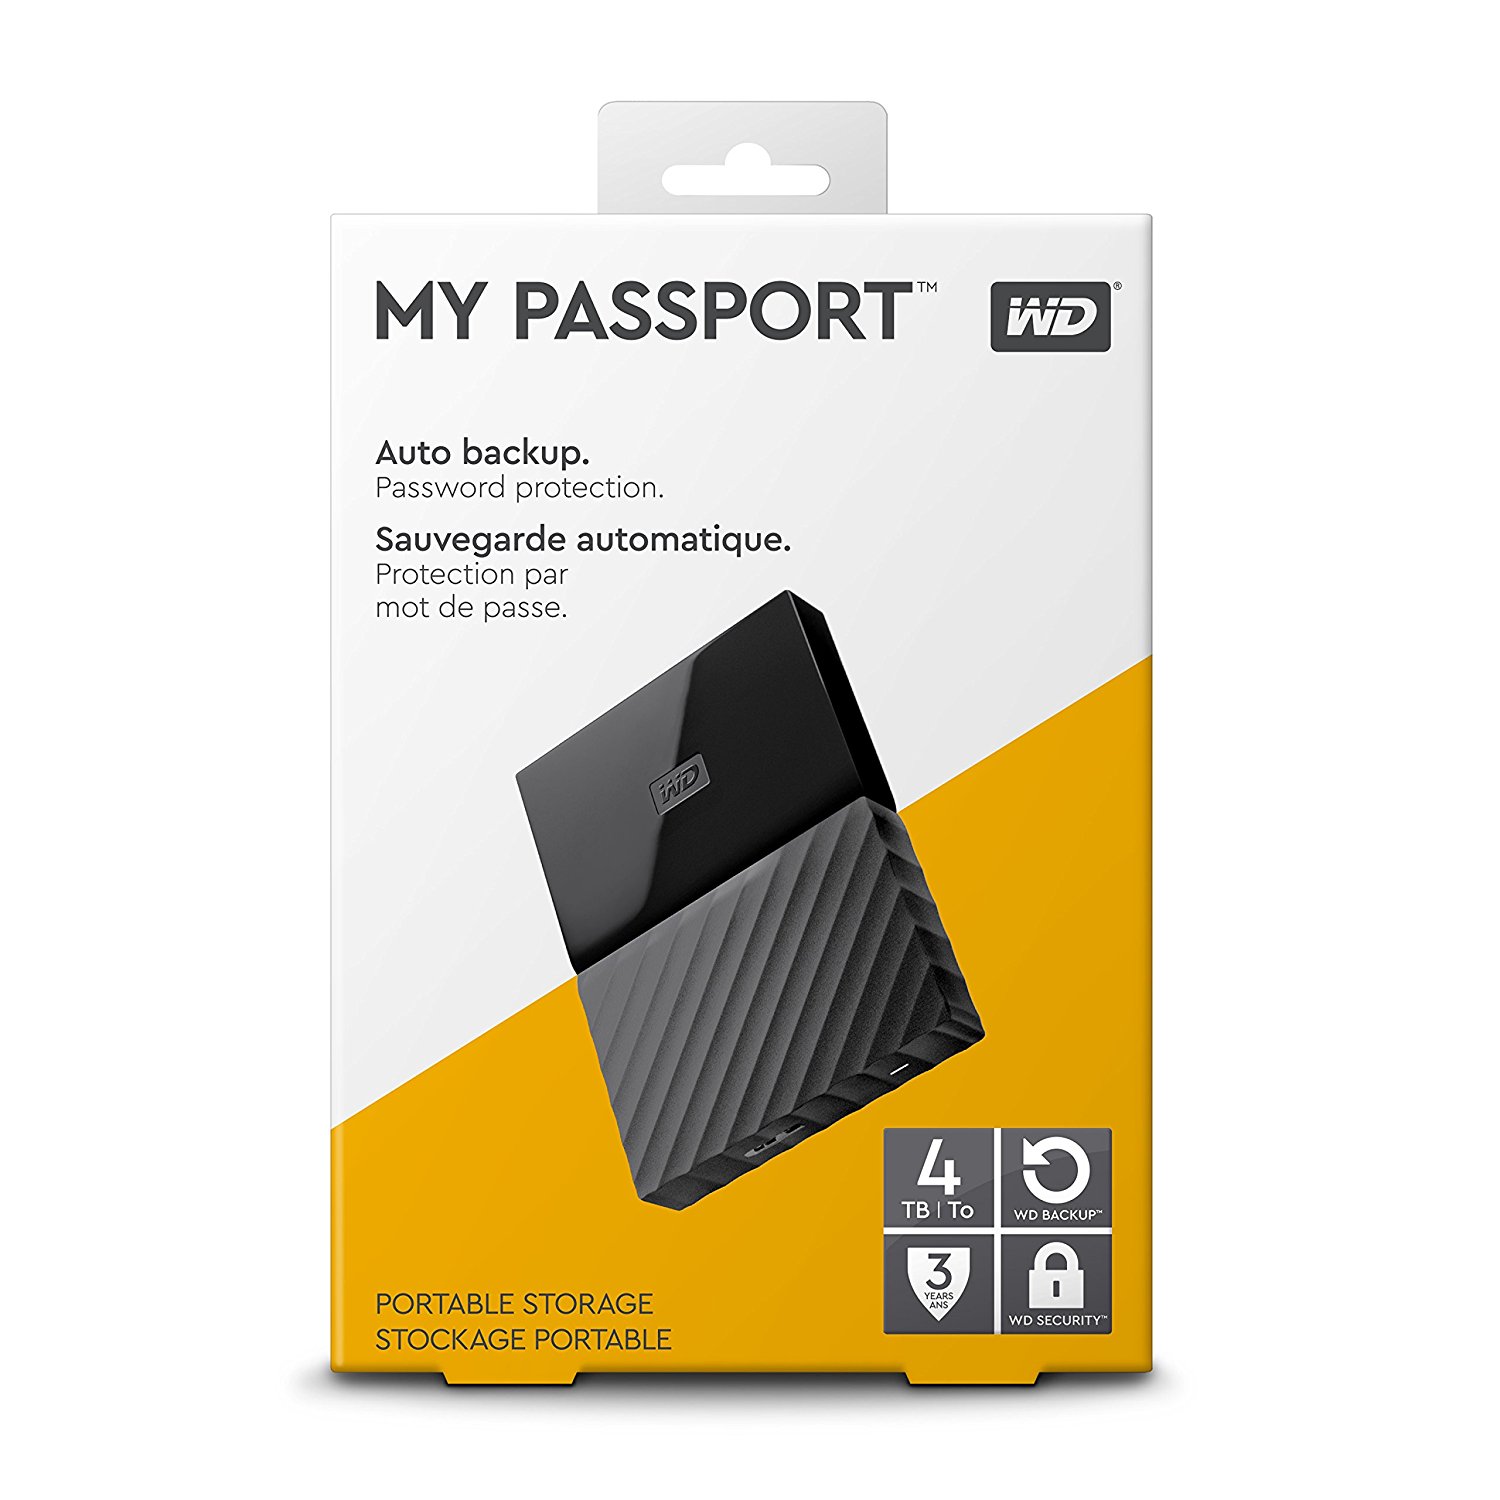 MY PASSPORT™
WD®
Auto backup.
Password protection.
Sauvegarde automatique.
Protection par
mot de passe.
WD
4
TB | To
WD BACKUP™
3
YEARS
ANS
WD SECURITY™
PORTABLE STORAGE
STOCKAGE PORTABLE